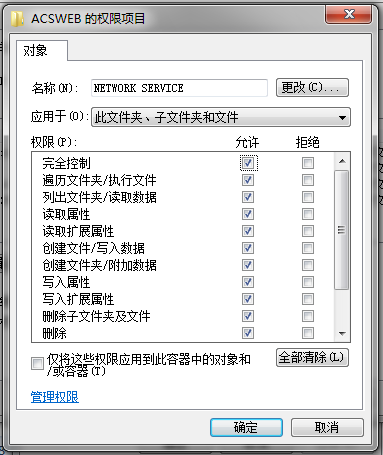 ACSWEB 的权限项目
对象
名称(N): NETWORK SERVICE 更改(C)...
应用于(O): 此文件夹、子文件夹和文件
权限(P): 允许 拒绝
完全控制
遍历文件夹/执行文件
列出文件夹/读取数据
读取属性
读取扩展属性
创建文件/写入数据
创建文件夹/附加数据
写入属性
写入扩展属性
删除子文件夹及文件
删除
仅将这些权限应用到此容器中的对象和
/或容器(T)
全部清除(L)
管理权限
确定 取消